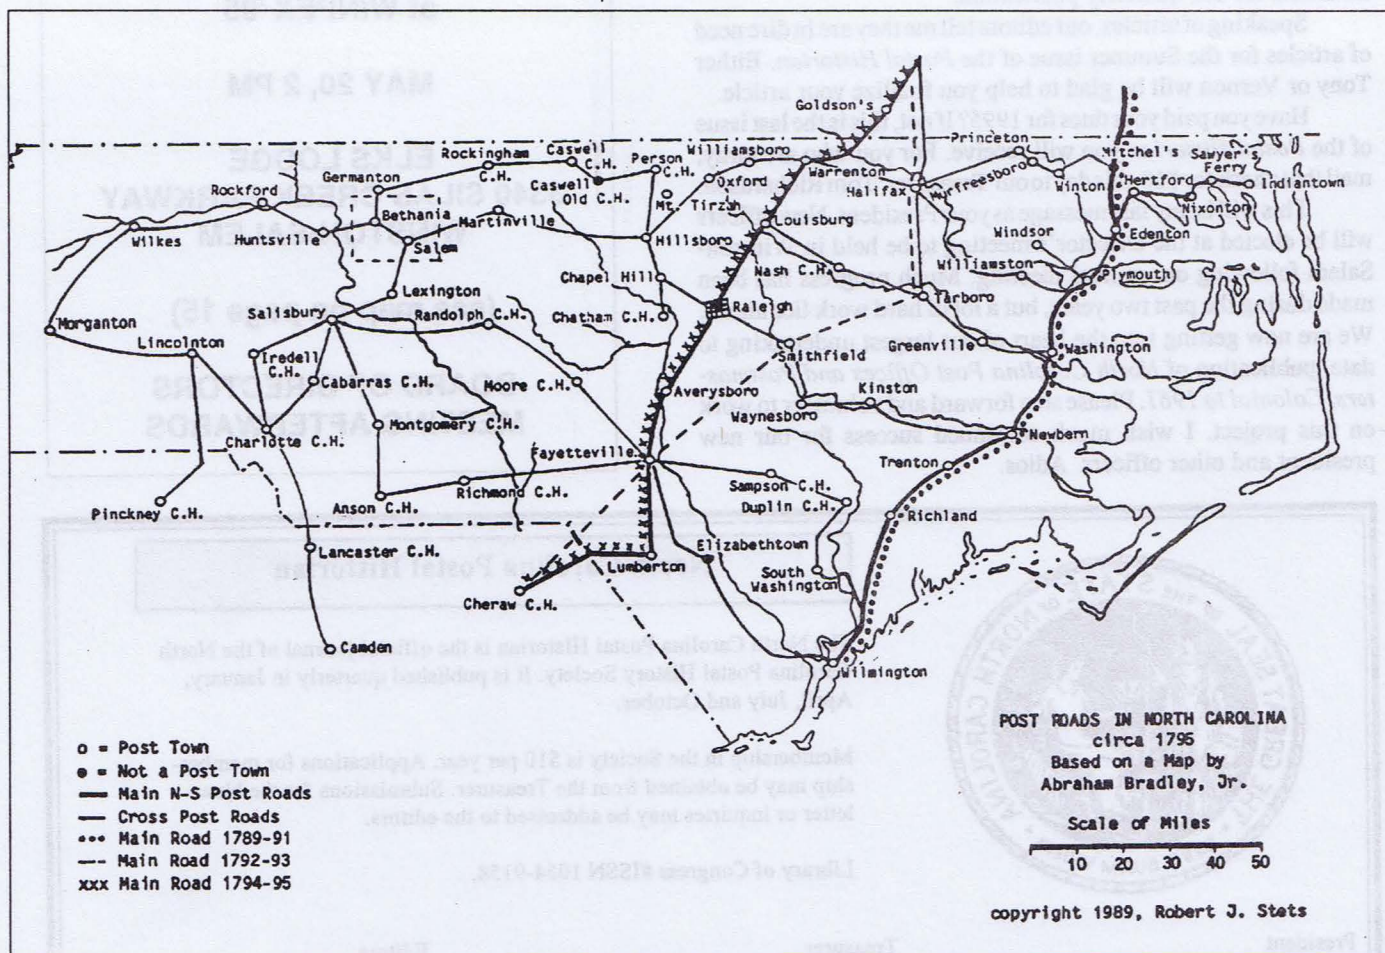 Goldson's
Princeton
Mitchel's
Sawyer's
Ferry
Indiantown
Hertford
Nixonton
Winton
Murfreesboro
Edenton
Windsor
Williamston
Plymouth
Halifax
Warrenton
Williamsboro
Oxford
Person
C.H.
Caswell
C.H.
Caswell
Old C.H.
Rockingham
C.H.
Germanton
Rockford
Bethania
Salem
Martinville
Mt. Tirzah
Hillsboro
Louisburg
Wilkes
Huntsville
Chapel Hill
Nash C.H.
Tarboro
Raleigh
Lexington
Salisbury
Randolph C.H.
Chatham C.H.
Morganton
Lincolnton
Iredell
C.H.
Cabarras C.H.
Moore C.H.
Averysboro
Smithfield
Greenville
Washington
Kinston
Waynesboro
Newbern
Montgomery C.H.
Charlotte C.H.
Fayetteville
Trenton
Pinckney C.H.
Anson C.H.
Richmond C.H.
Sampson C.H.
Duplin C.H.
Richland
Lancaster C.H.
Lumberton
Elizabethtown
South
Washington
Cheraw C.H.
Camden
Wilmington
O = Post Town
● = Not a Post Town
Main N-S Post Roads
Cross Post Roads
••• Main Road 1789-91
--- Main Road 1792-93
xxx Main Road 1794-95
POST ROADS IN NORTH CAROLINA
circa 1795
Based on a Map by
Abraham Bradley, Jr.
Scale of Miles
10 20 30 40 50
copyright 1989, Robert J. Stets